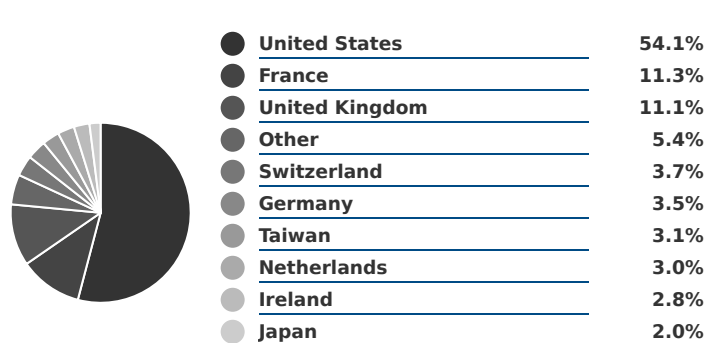 United States 54.1%
France 11.3%
United Kingdom 11.1%
Other 5.4%
Switzerland 3.7%
Germany 3.5%
Taiwan 3.1%
Netherlands 3.0%
Ireland 2.8%
Japan 2.0%